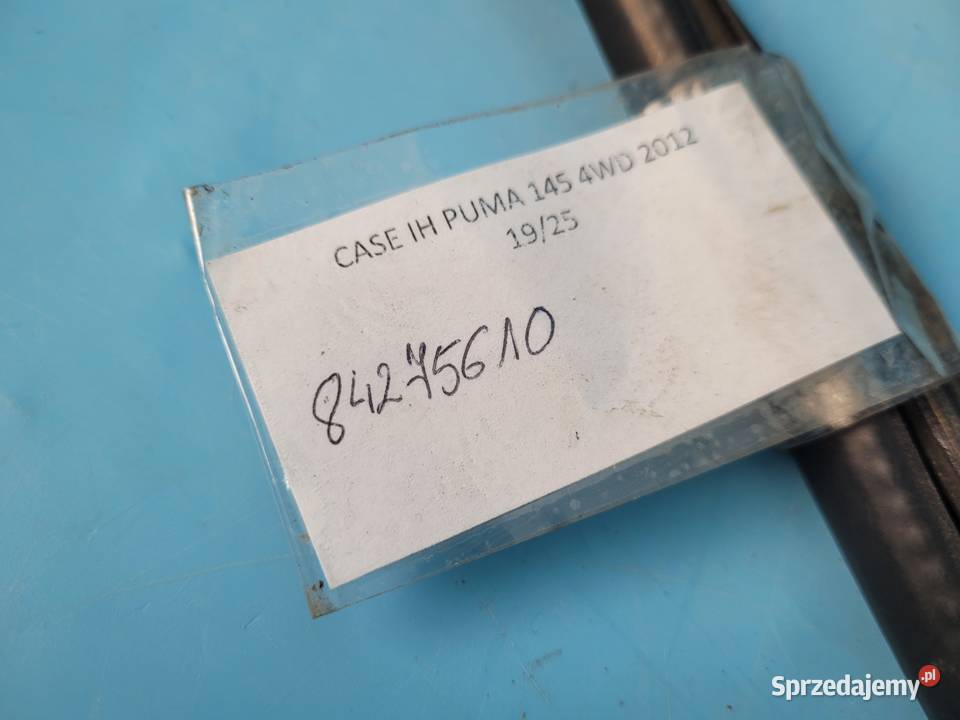 CASE IH PUMA 145 4WD 2012
19/25
84275610
Sprzedajemy.pl